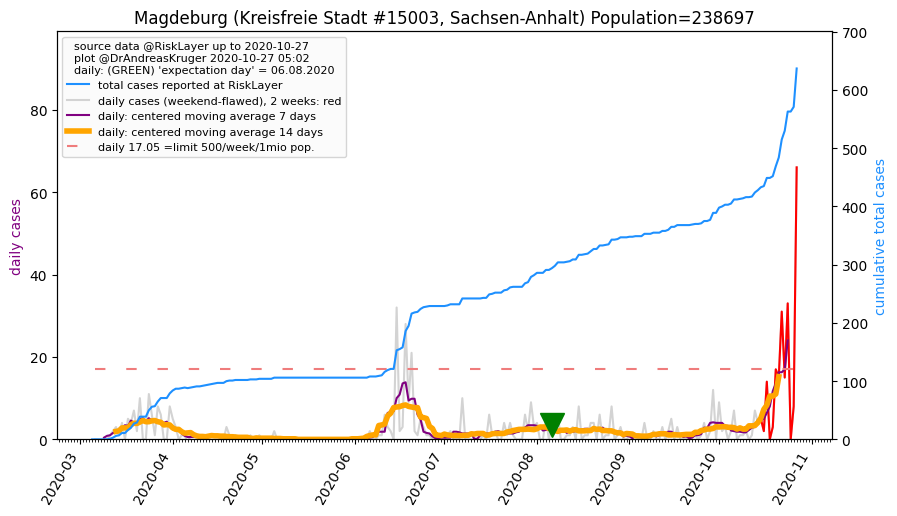 Magdeburg (Kreisfreie Stadt #15003, Sachsen-Anhalt) Population=238697
source data @RiskLayer up to 2020-10-27
plot @DrAndreasKruger 2020-10-27 05:02
daily: (GREEN) 'expectation day' = 06.08.2020
total cases reported at RiskLayer
daily cases (weekend-flawed), 2 weeks: red
daily: centered moving average 7 days
daily: centered moving average 14 days
daily 17.05 =limit 500/week/1mio pop.
daily cases
80
60
40
20
0
cumulative total cases
700
600
500
400
300
200
100
0
2020-03
2020-04
2020-05
2020-06
2020-07
2020-08
2020-09
2020-10
2020-11